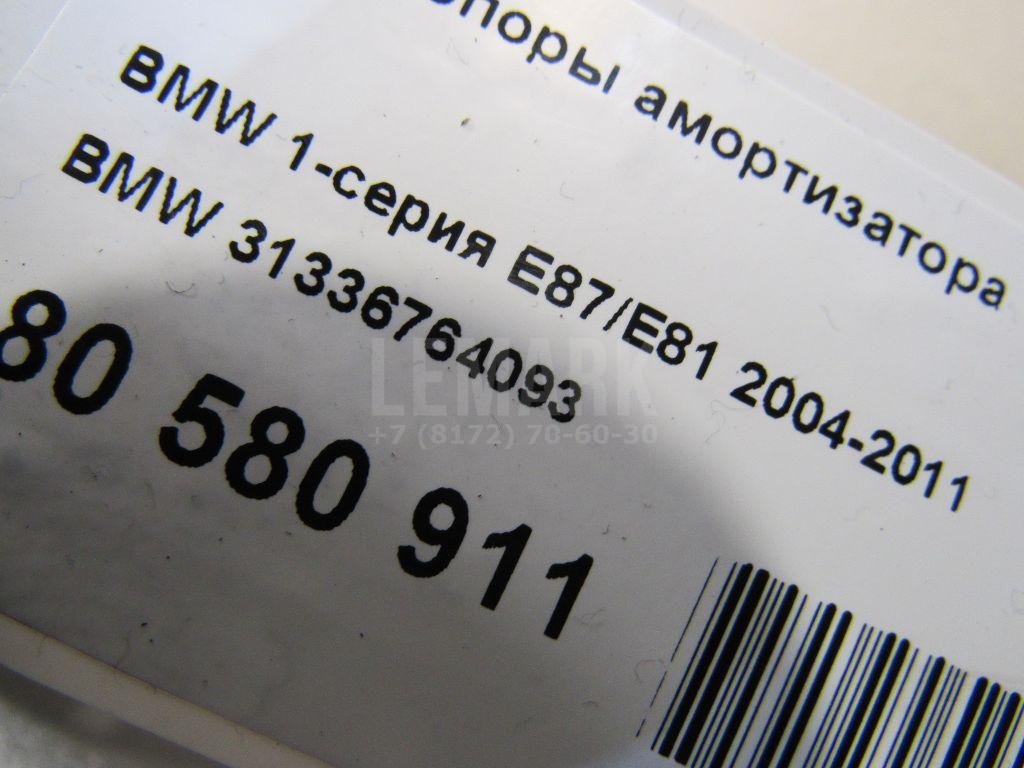 опоры амортизатора
BMW 1-серия E87/E81 2004-2011
BMW 31336764093
80 580 911
LEMARK
+7 (8172) 70-60-30